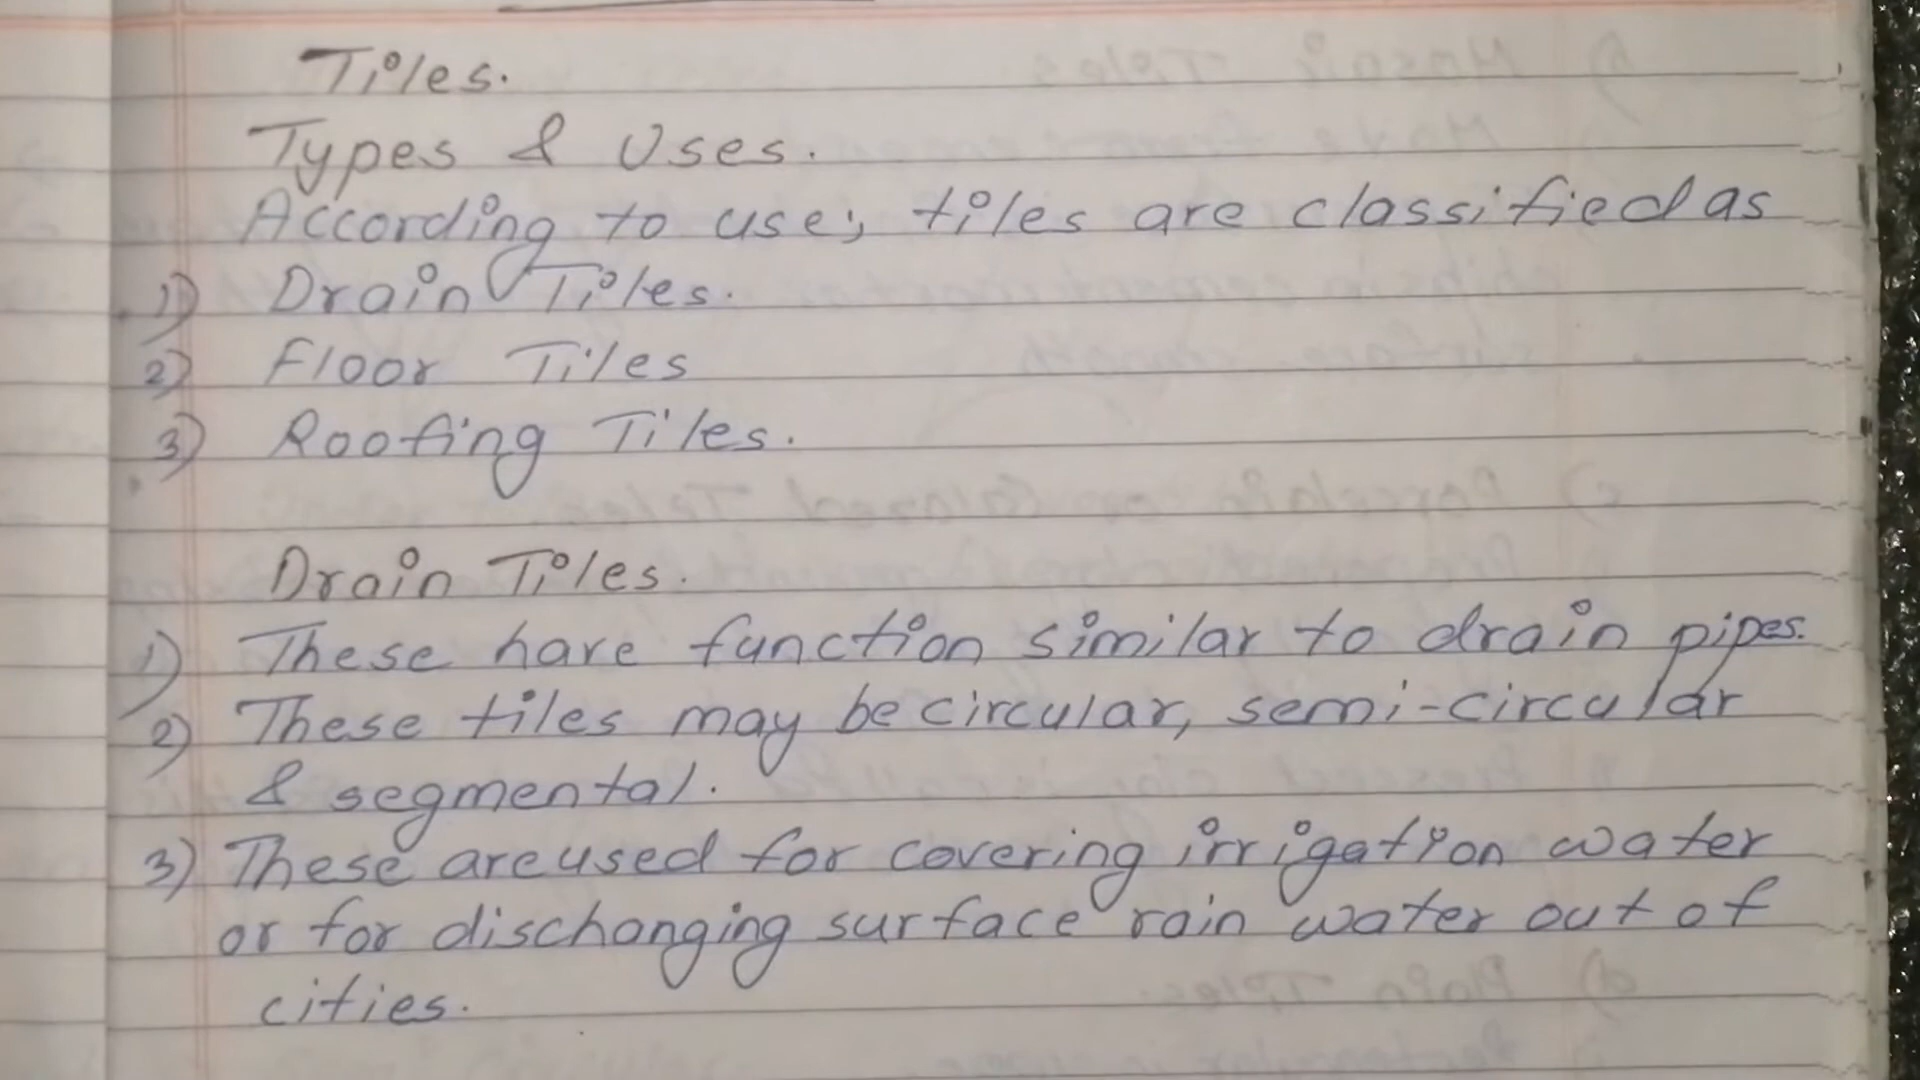 Tiles.
Types & Uses.
According to use, tiles are classified as
1) Drain Tiles.
2) Floor Tiles
3) Roofing Tiles.
Drain Tiles.
1) These have function similar to drain pipes.
2) These tiles may be circular, semi-circular
& segmental.
3) These are used for covering irrigation water
or for dischanging surface rain water out of
cities.